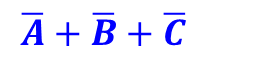 A̅ + B̅ + C̅